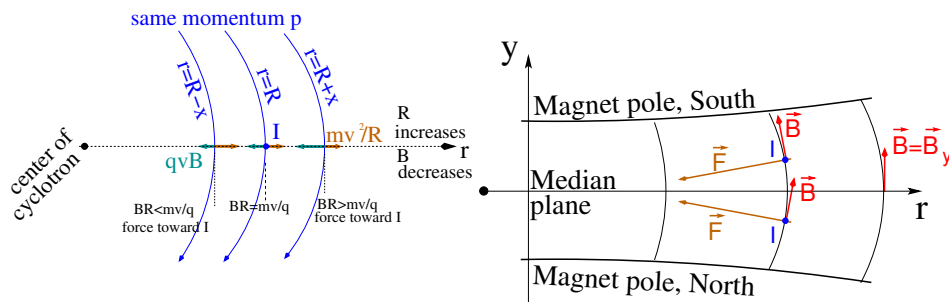 same momentum p
r=R−x
r=R
r=R+x
I
mv²/R
R
increases
r
B
decreases
qvB
center of
cyclotron
BR<mv/q
force toward I
BR=mv/q
BR>mv/q
force toward I
y
Magnet pole, South
B⃗
I
F⃗
B⃗=B⃗y
Median
plane
B⃗
F⃗
I
r
Magnet pole, North